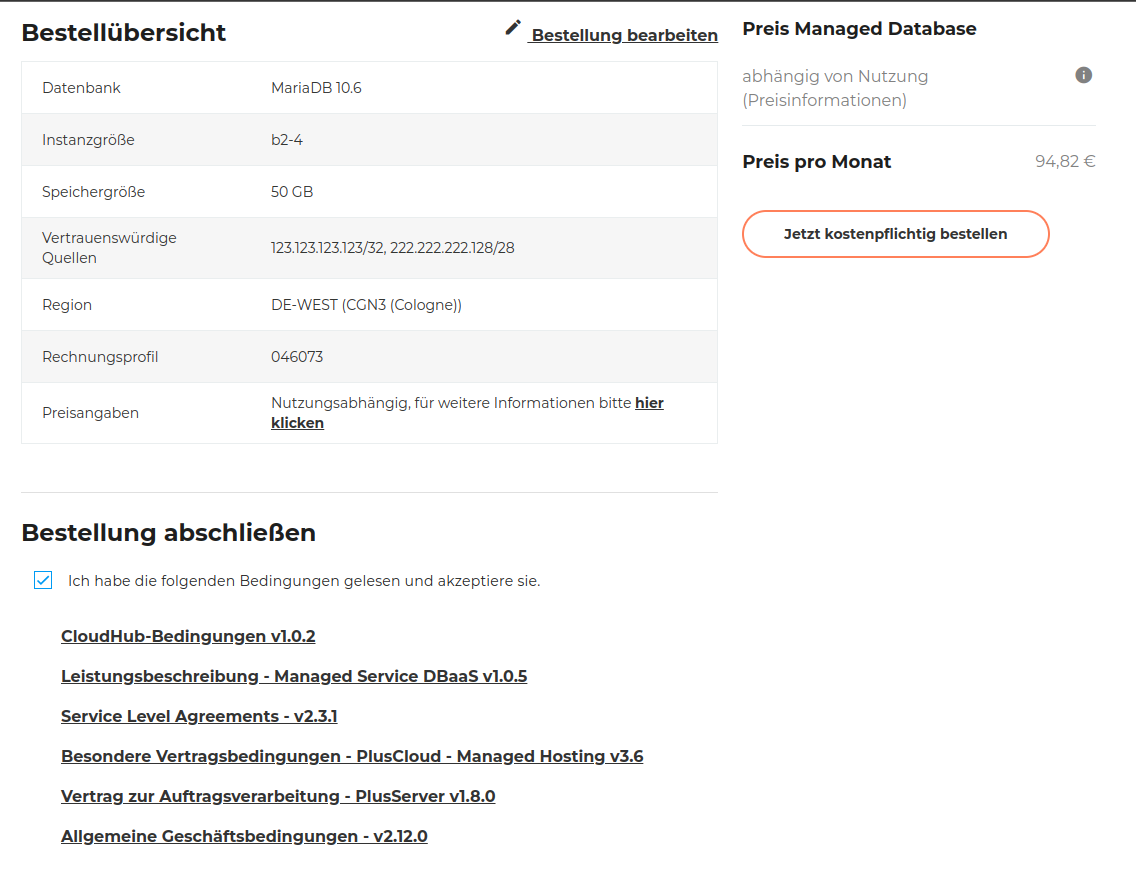 Bestellübersicht
Bestellung bearbeiten
Datenbank MariaDB 10.6
Instanzgröße b2-4
Speichergröße 50 GB
Vertrauenswürdige
Quellen
123.123.123.123/32, 222.222.222.128/28
Region DE-WEST (CGN3 (Cologne))
Rechnungsprofil 046073
Preisangaben
Nutzungsabhängig, für weitere Informationen bitte hier
klicken
Preis Managed Database
abhängig von Nutzung
(Preisinformationen)
Preis pro Monat 94,82 €
Jetzt kostenpflichtig bestellen
Bestellung abschließen
Ich habe die folgenden Bedingungen gelesen und akzeptiere sie.
CloudHub-Bedingungen v1.0.2
Leistungsbeschreibung - Managed Service DBaaS v1.0.5
Service Level Agreements - v2.3.1
Besondere Vertragsbedingungen - PlusCloud - Managed Hosting v3.6
Vertrag zur Auftragsverarbeitung - PlusServer v1.8.0
Allgemeine Geschäftsbedingungen - v2.12.0